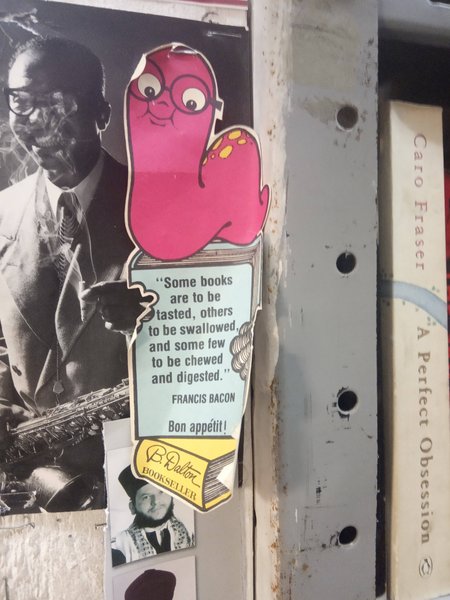 "Some books
are to be
tasted, others
to be swallowed,
and some few
to be chewed
and digested."
FRANCIS BACON
Bon appétit!
B. Dalton
BOOKSELLER
Caro Fraser A Perfect Obsession